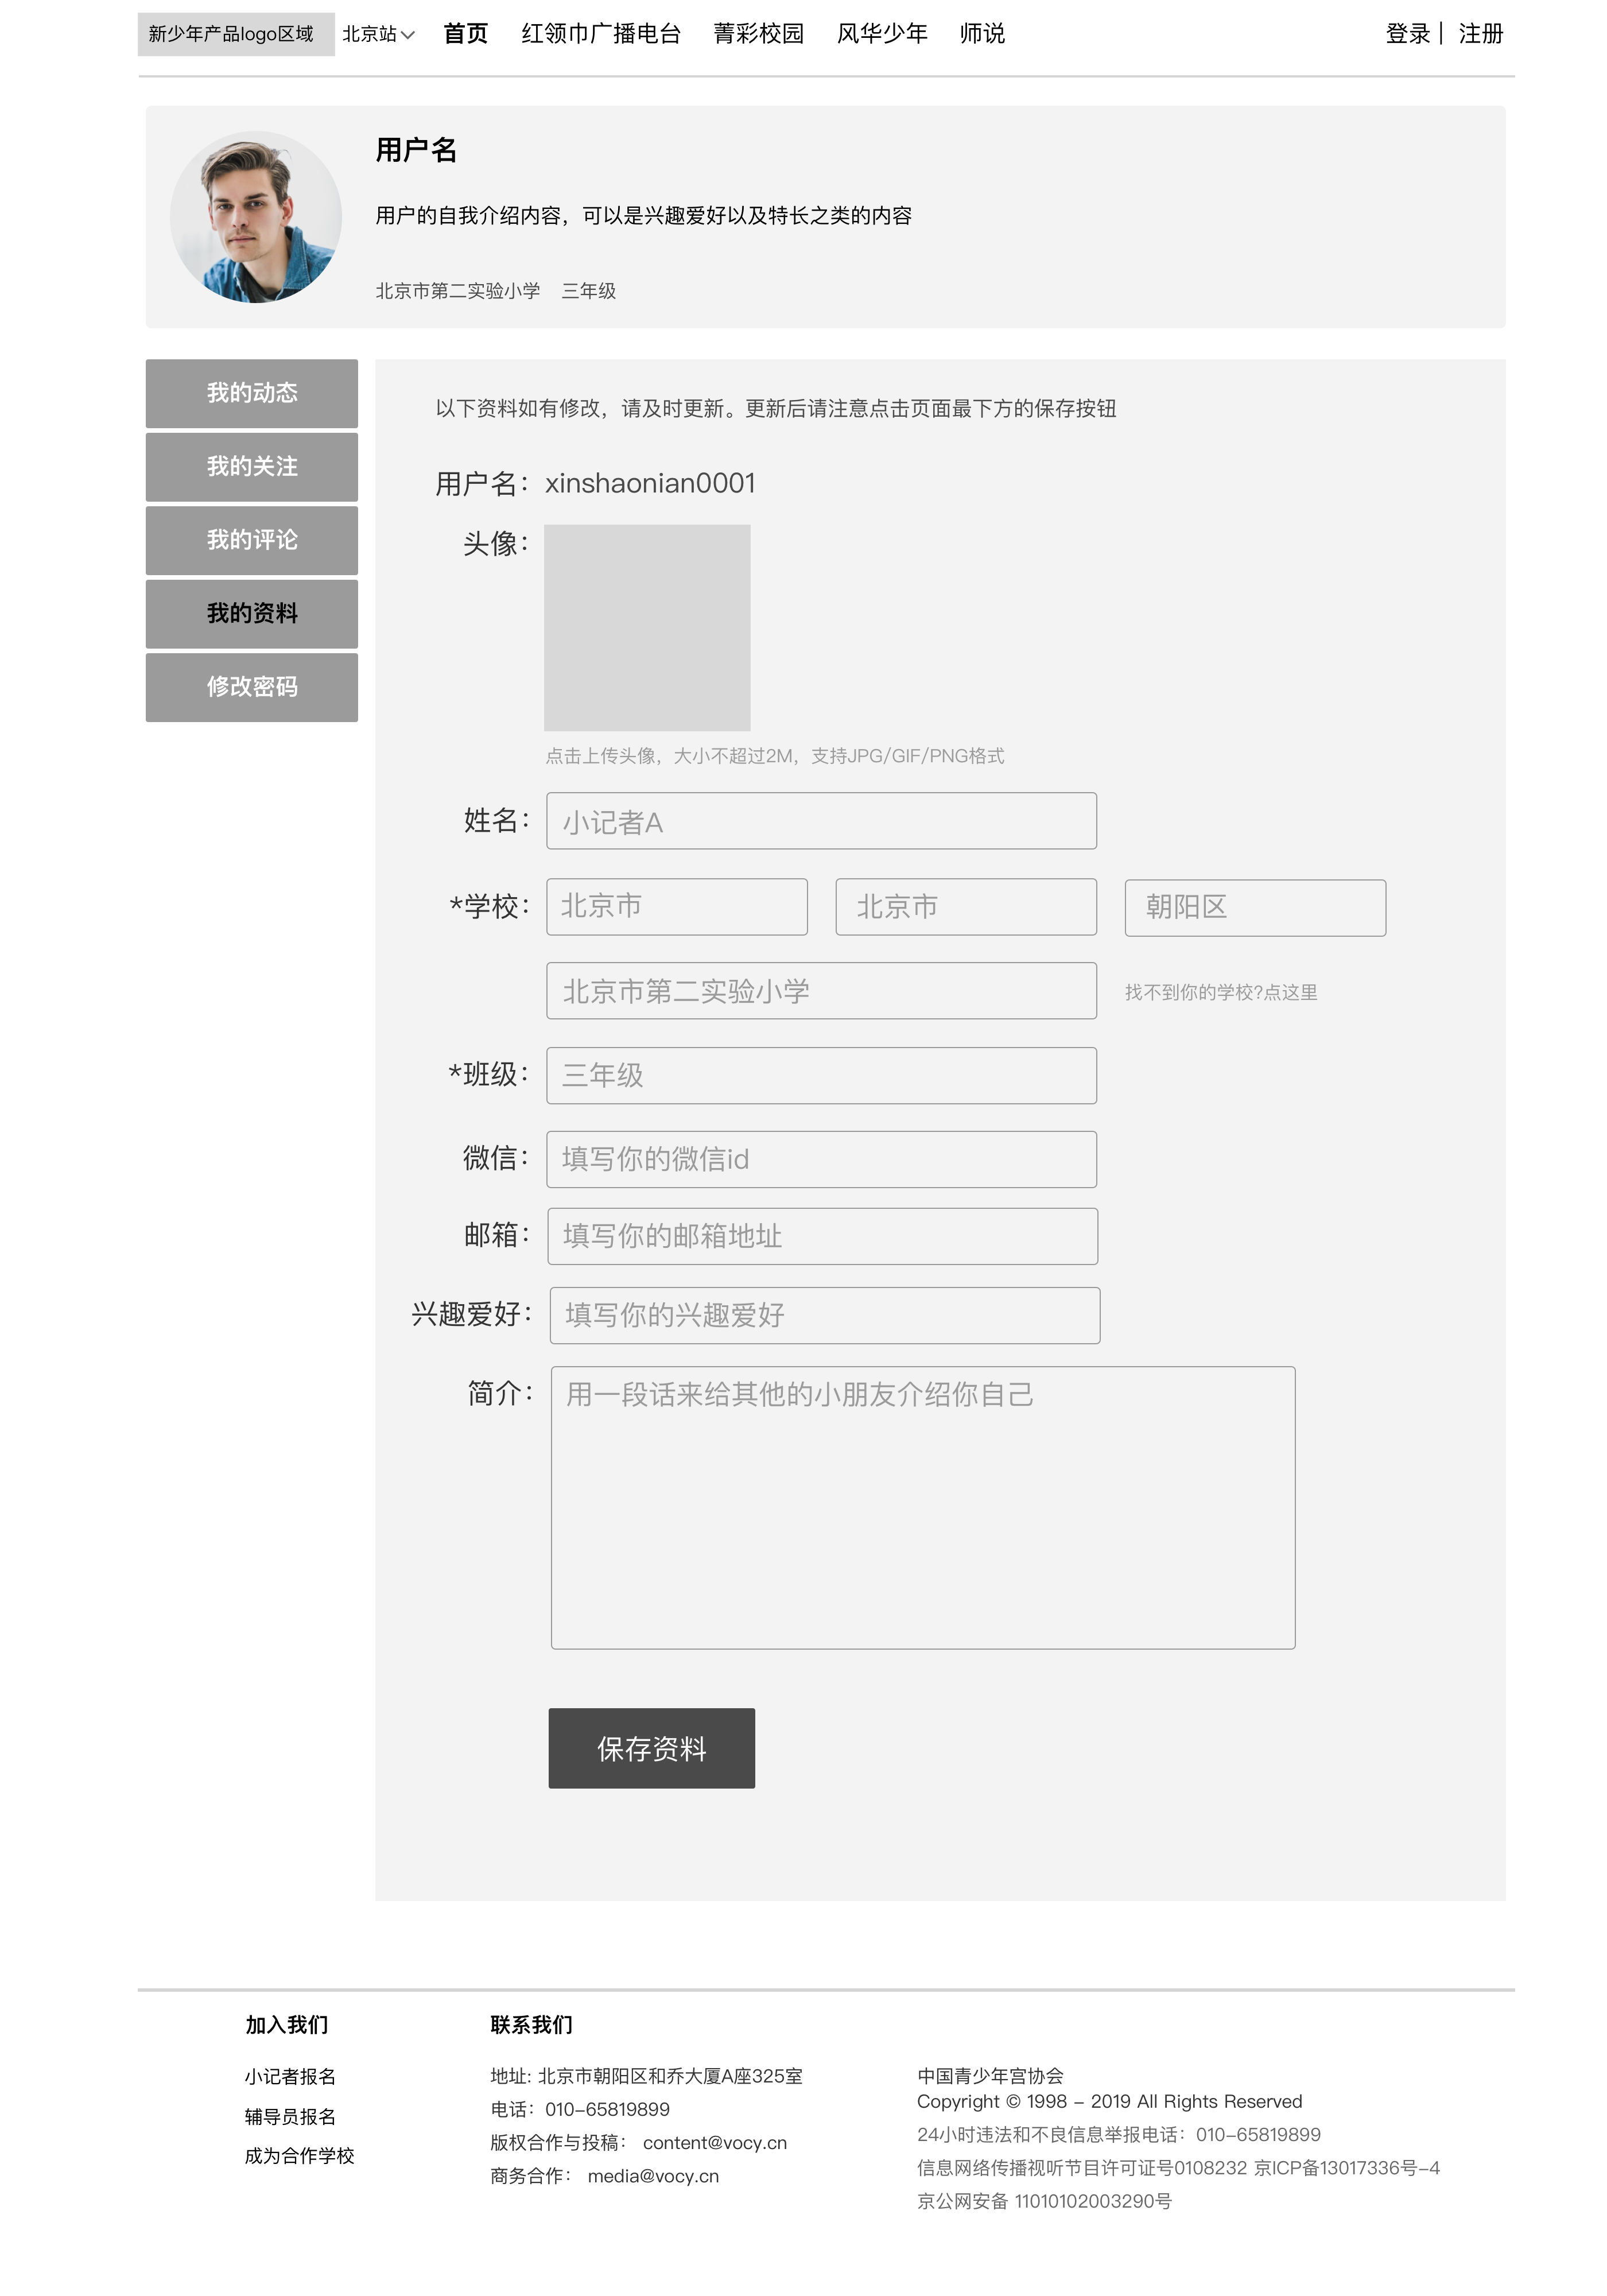 新少年产品logo区域 北京站 首页 红领巾广播电台 菁彩校园 风华少年 师说 登录 | 注册
用户名
用户的自我介绍内容，可以是兴趣爱好以及特长之类的内容
北京市第二实验小学 三年级
我的动态
我的关注
我的评论
我的资料
修改密码
以下资料如有修改，请及时更新。更新后请注意点击页面最下方的保存按钮
用户名：xinshaonian0001
头像：
点击上传头像，大小不超过2M，支持JPG/GIF/PNG格式
姓名：小记者A
*学校：北京市 北京市 朝阳区
北京市第二实验小学 找不到你的学校?点这里
*班级：三年级
微信：填写你的微信id
邮箱：填写你的邮箱地址
兴趣爱好：填写你的兴趣爱好
简介：用一段话来给其他的小朋友介绍你自己
保存资料
加入我们
小记者报名
辅导员报名
成为合作学校
联系我们
地址: 北京市朝阳区和乔大厦A座325室
电话：010-65819899
版权合作与投稿： content@vocy.cn
商务合作： media@vocy.cn
中国青少年宫协会
Copyright © 1998 - 2019 All Rights Reserved
24小时违法和不良信息举报电话：010-65819899
信息网络传播视听节目许可证号0108232 京ICP备13017336号-4
京公网安备 11010102003290号